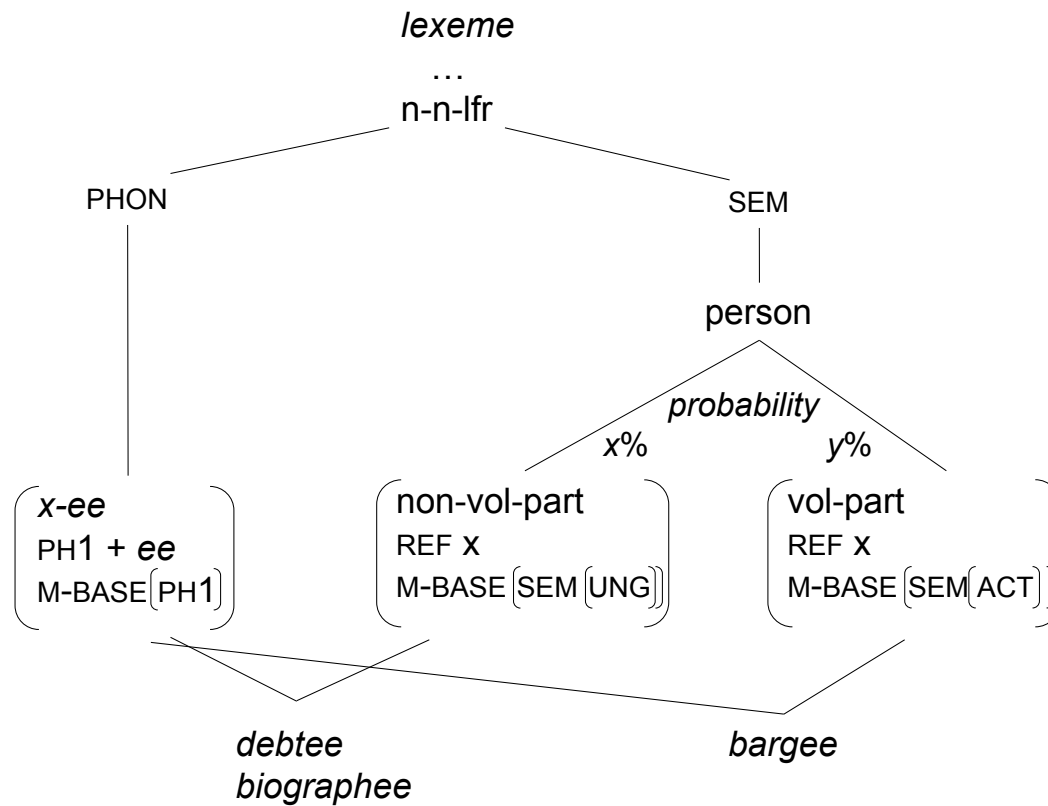 lexeme
…
n-n-lfr
PHON
SEM
person
probability
x%
y%
x-ee
PH1 + ee
M-BASE[PH1]
non-vol-part
REF x
M-BASE[SEM[UNG]]
vol-part
REF x
M-BASE[SEM[ACT]]
debtee
biographee
bargee